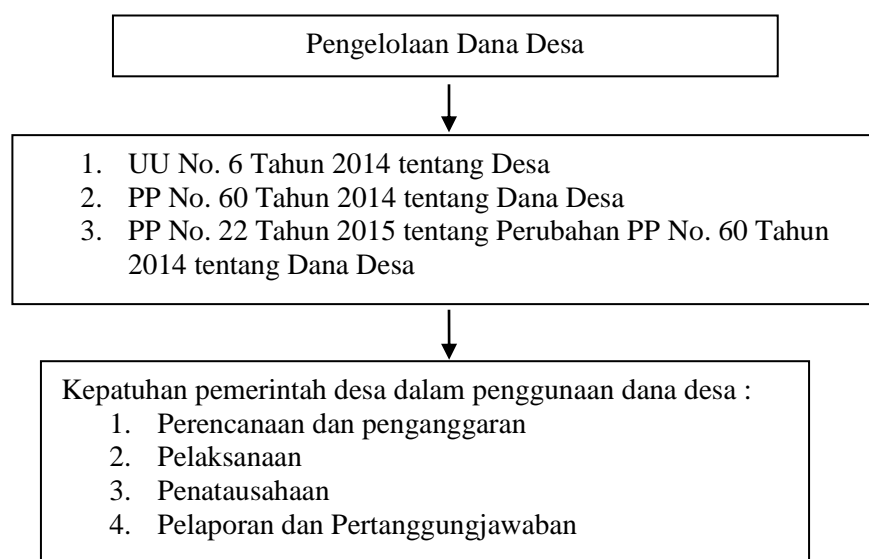 Pengelolaan Dana Desa
1. UU No. 6 Tahun 2014 tentang Desa
2. PP No. 60 Tahun 2014 tentang Dana Desa
3. PP No. 22 Tahun 2015 tentang Perubahan PP No. 60 Tahun
2014 tentang Dana Desa
Kepatuhan pemerintah desa dalam penggunaan dana desa :
1. Perencanaan dan penganggaran
2. Pelaksanaan
3. Penatausahaan
4. Pelaporan dan Pertanggungjawaban